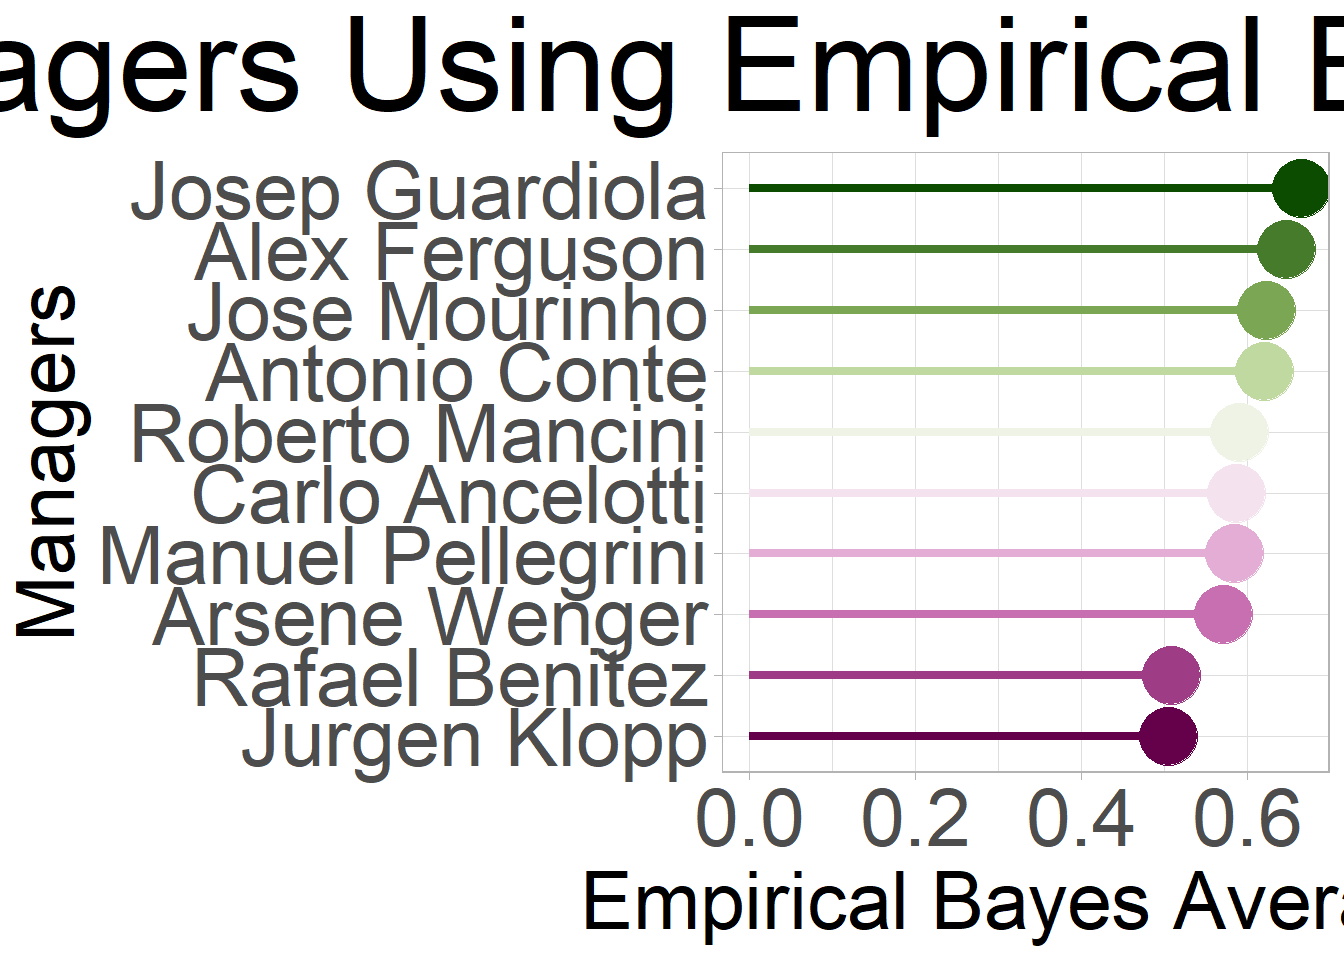 agers Using Empirical
Managers
Josep Guardiola
Alex Ferguson
Jose Mourinho
Antonio Conte
Roberto Mancini
Carlo Ancelotti
Manuel Pellegrini
Arsene Wenger
Rafael Benitez
Jurgen Klopp
0.0 0.2 0.4 0.6
Empirical Bayes Avera